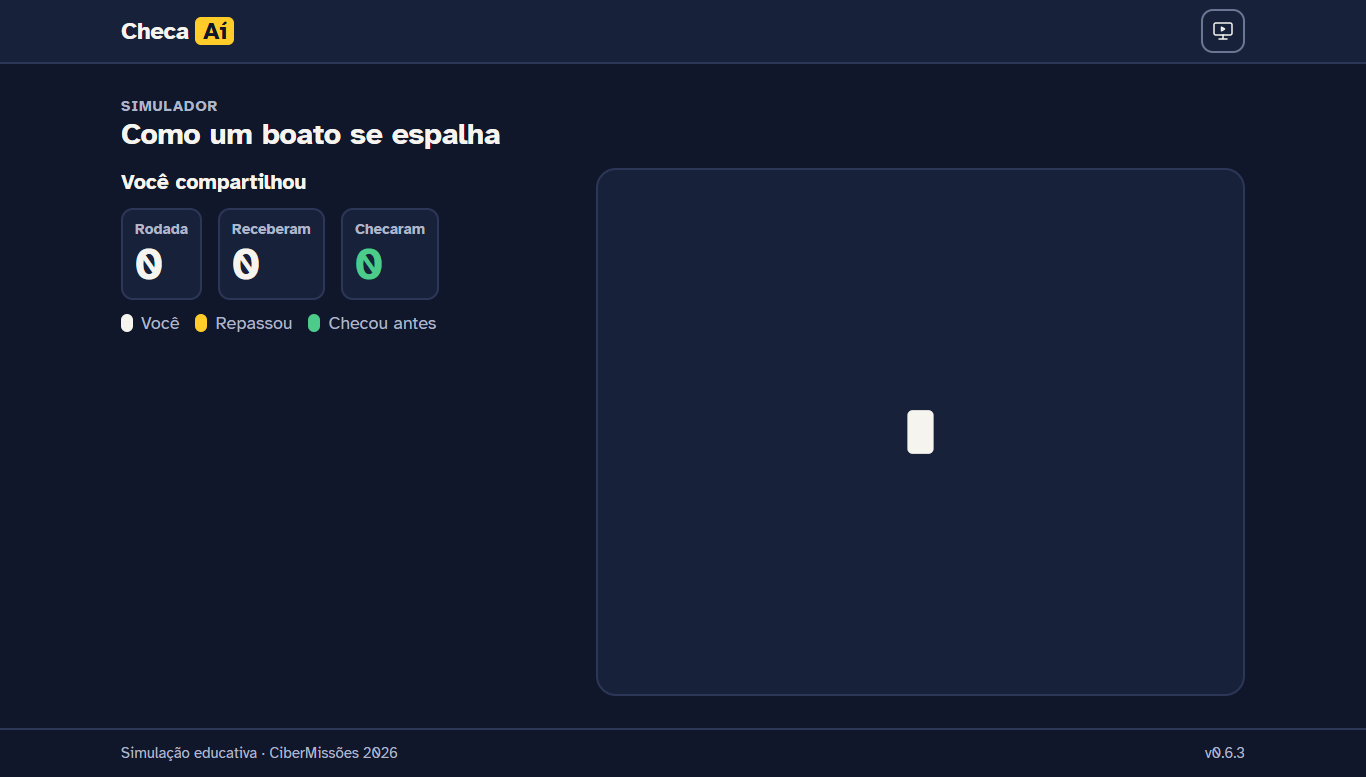 Checa Aí
SIMULADOR
Como um boato se espalha
Você compartilhou
Rodada Receberam Checaram
0 0 0
Você Repassou Checou antes
Simulação educativa · CiberMissões 2026 v0.6.3